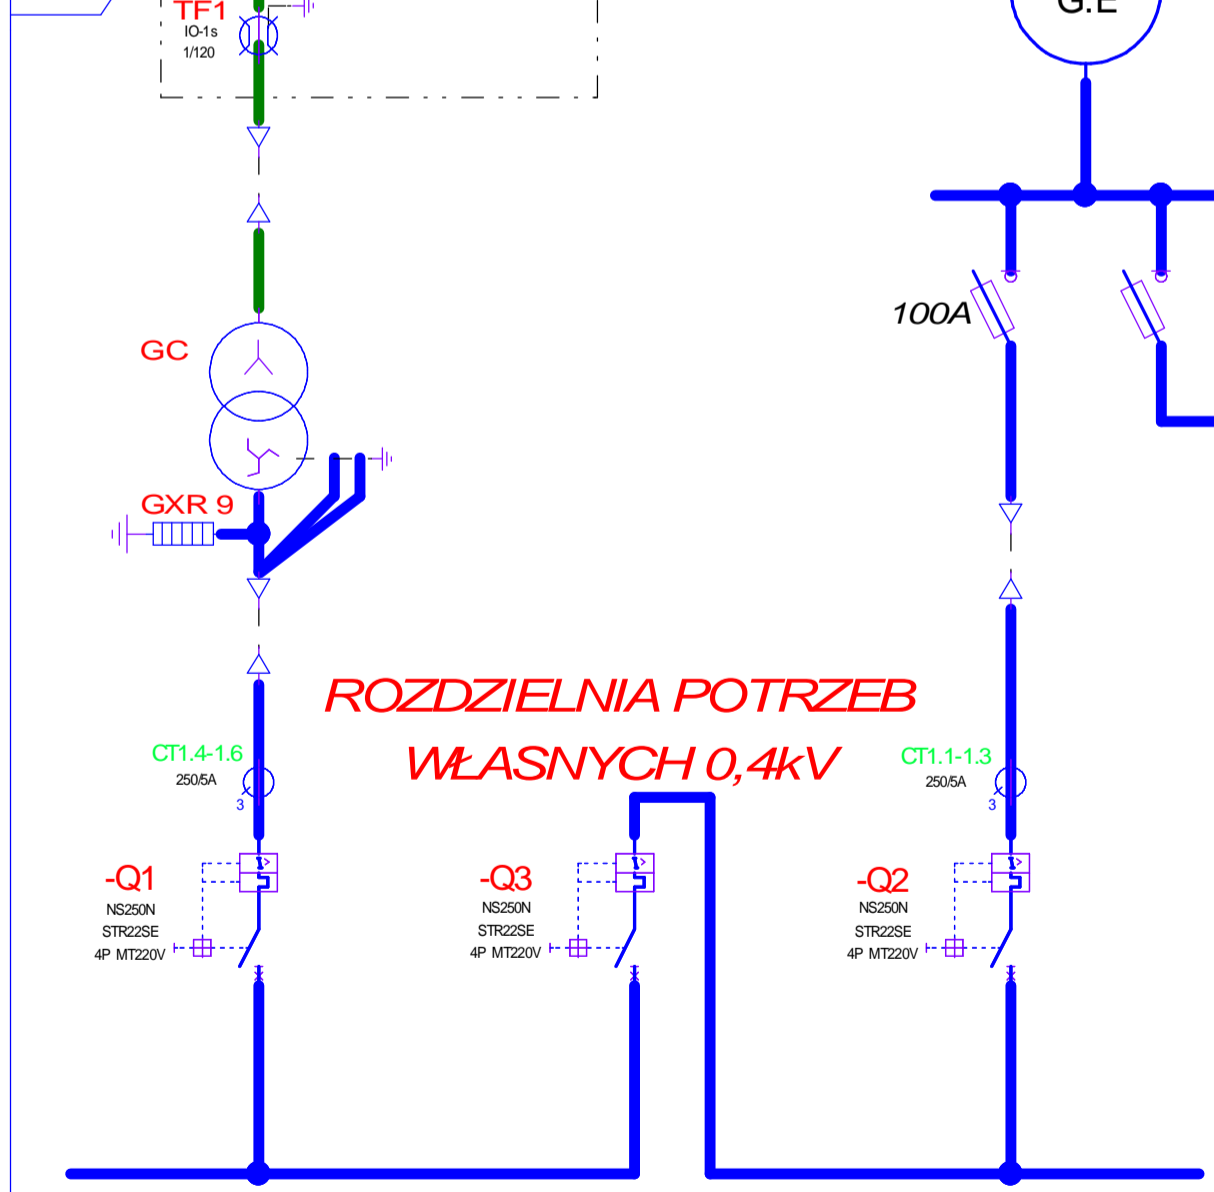 TF1
IO-1s
1/120
G.E
100A
GC
GXR 9
ROZDZIELNIA POTRZEB
WŁASNYCH 0,4kV
CT1.4-1.6
250/5A
3
CT1.1-1.3
250/5A
3
-Q1
NS250N
STR22SE
4P MT220V
-Q3
NS250N
STR22SE
4P MT220V
-Q2
NS250N
STR22SE
4P MT220V